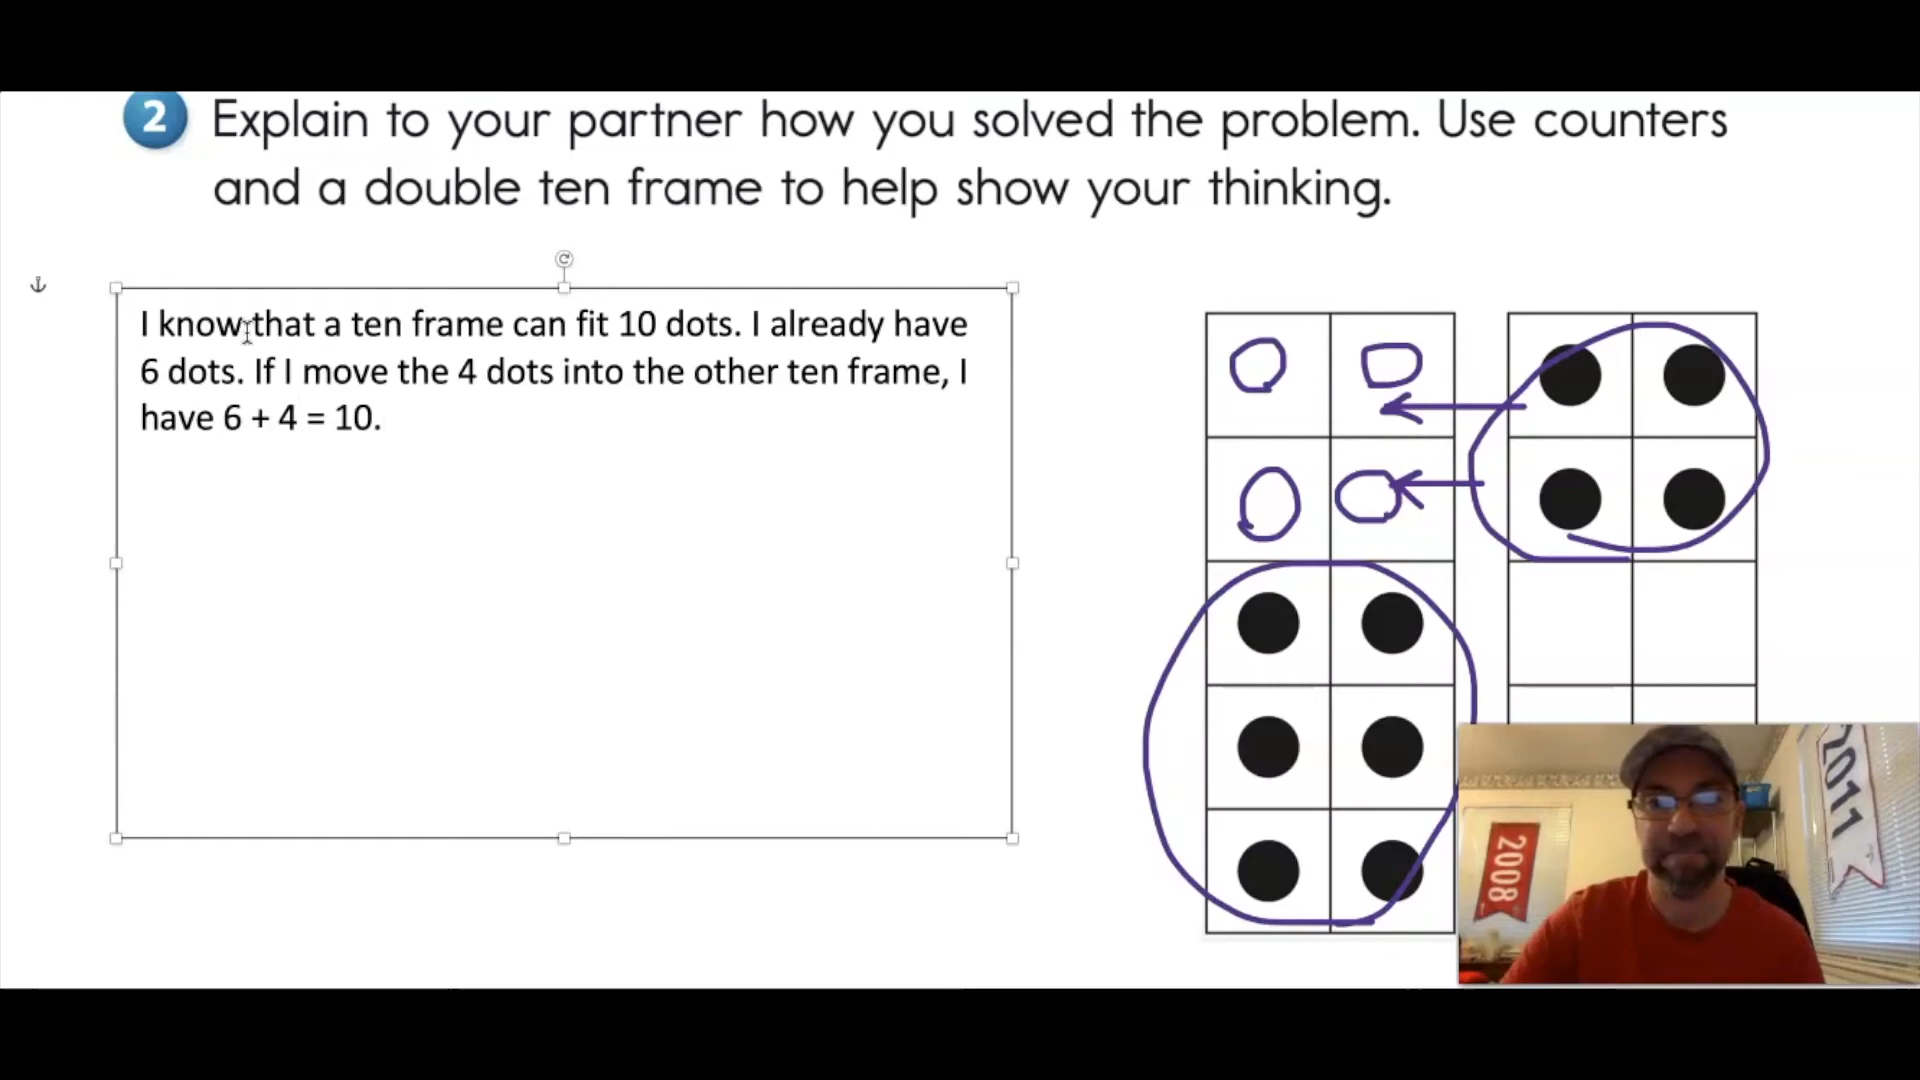 2 Explain to your partner how you solved the problem. Use counters
and a double ten frame to help show your thinking.
I know that a ten frame can fit 10 dots. I already have
6 dots. If I move the 4 dots into the other ten frame, I
have 6 + 4 = 10.
2008
2011